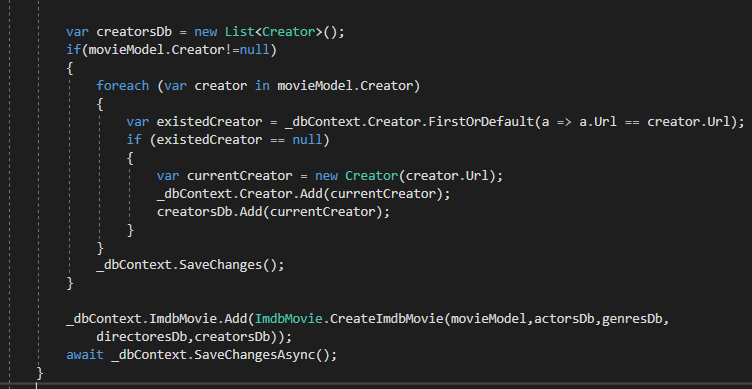 var creatorsDb = new List<Creator>();
if(movieModel.Creator!=null)
{
foreach (var creator in movieModel.Creator)
{
var existedCreator = _dbContext.Creator.FirstOrDefault(a => a.Url == creator.Url);
if (existedCreator == null)
{
var currentCreator = new Creator(creator.Url);
_dbContext.Creator.Add(currentCreator);
creatorsDb.Add(currentCreator);
}
}
_dbContext.SaveChanges();
}
_dbContext.ImdbMovie.Add(ImdbMovie.CreateImdbMovie(movieModel,actorsDb,genresDb,
directoresDb,creatorsDb));
await _dbContext.SaveChangesAsync();
}